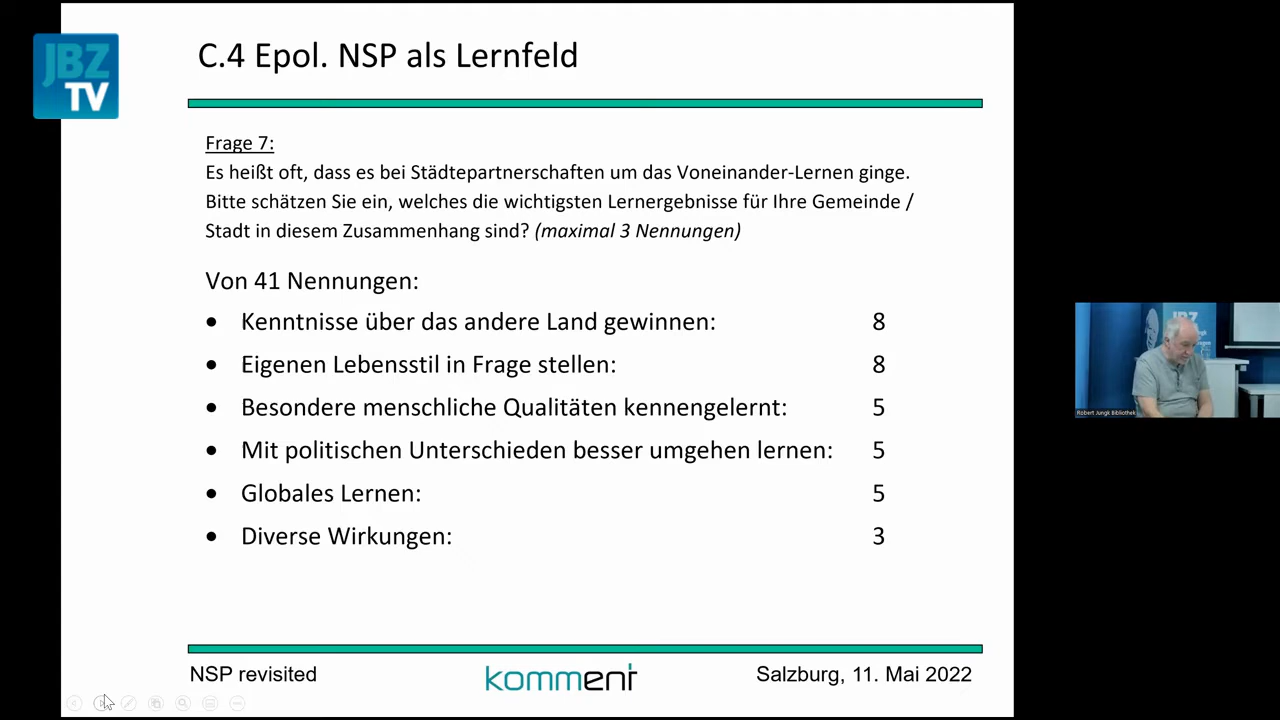 JBZ
TV
C.4 Epol. NSP als Lernfeld
Frage 7:
Es heißt oft, dass es bei Städtepartnerschaften um das Voneinander-Lernen ginge.
Bitte schätzen Sie ein, welches die wichtigsten Lernergebnisse für Ihre Gemeinde /
Stadt in diesem Zusammenhang sind? (maximal 3 Nennungen)
Von 41 Nennungen:
• Kenntnisse über das andere Land gewinnen: 8
• Eigenen Lebensstil in Frage stellen: 8
• Besondere menschliche Qualitäten kennengelernt: 5
• Mit politischen Unterschieden besser umgehen lernen: 5
• Globales Lernen: 5
• Diverse Wirkungen: 3
NSP revisited
komment
Salzburg, 11. Mai 2022
JBZ
Robert Jungk Bibliothek